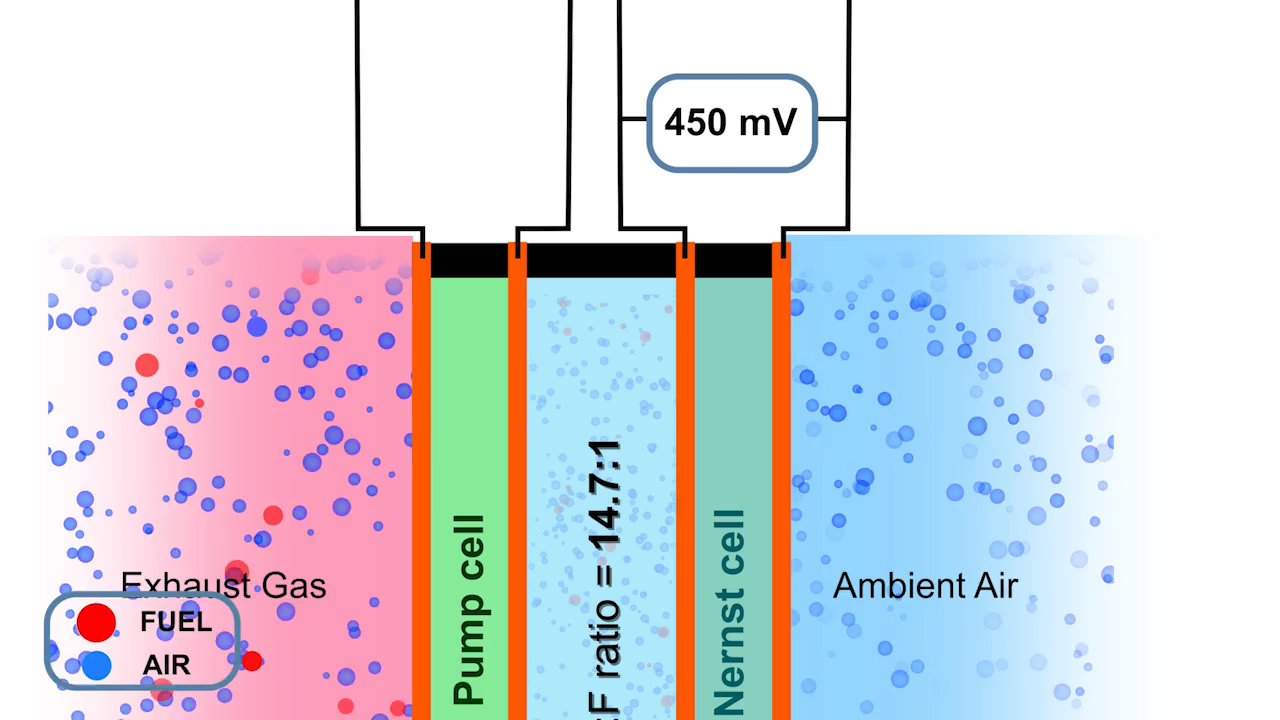 450 mV
Pump cell
F ratio = 14.7:1
Nernst cell
Exhaust Gas
Ambient Air
FUEL
AIR